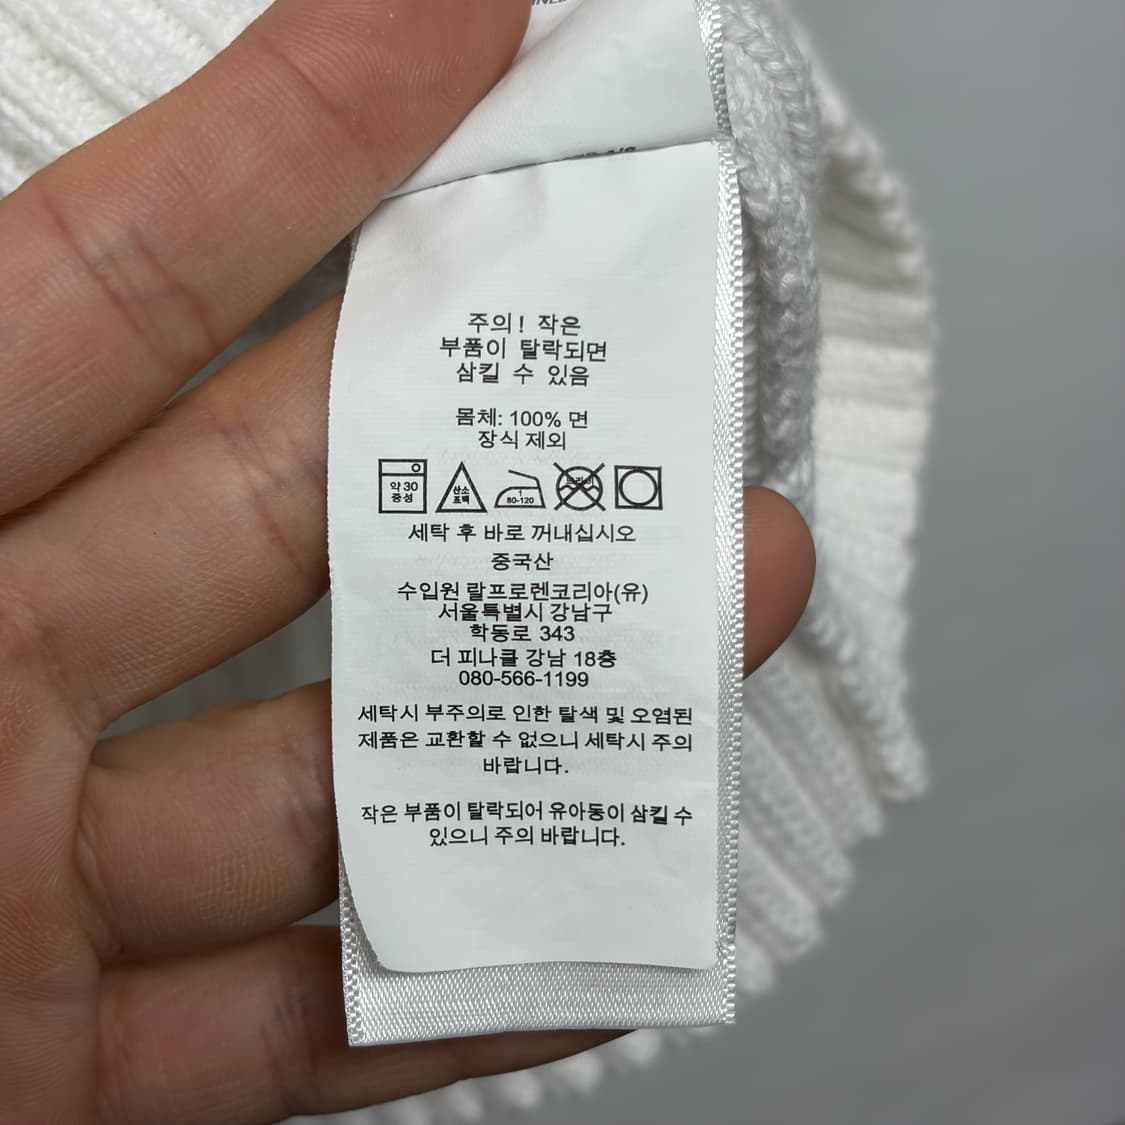 주의! 작은
부품이 탈락되면
삼킬 수 있음
몸체: 100% 면
장식 제외
약 30
중성
산소
표백
1
80-120
드라이
세탁 후 바로 꺼내십시오
중국산
수입원 랄프로렌코리아(유)
서울특별시 강남구
학동로 343
더 피나클 강남 18층
080-566-1199
세탁시 부주의로 인한 탈색 및 오염된
제품은 교환할 수 없으니 세탁시 주의
바랍니다.
작은 부품이 탈락되어 유아동이 삼킬 수
있으니 주의 바랍니다.